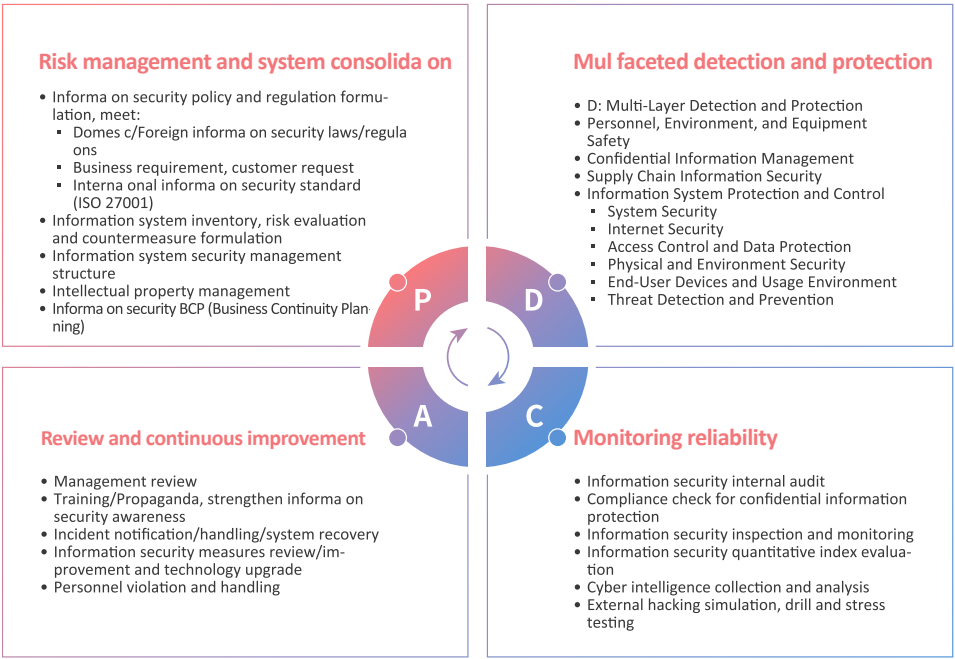 Risk management and system consolida on
• Informa on security policy and regulation formu-
lation, meet:
▪ Domes c/Foreign informa on security laws/regula
ons
▪ Business requirement, customer request
▪ Interna onal informa on security standard
(ISO 27001)
• Information system inventory, risk evaluation
and countermeasure formulation
• Information system security management
structure
• Intellectual property management
• Informa on security BCP (Business Continuity Plan-
ning)
P
Mul faceted detection and protection
• D: Multi-Layer Detection and Protection
• Personnel, Environment, and Equipment
Safety
• Confidential Information Management
• Supply Chain Information Security
• Information System Protection and Control
▪ System Security
▪ Internet Security
▪ Access Control and Data Protection
▪ Physical and Environment Security
▪ End-User Devices and Usage Environment
▪ Threat Detection and Prevention
D
A
Review and continuous improvement
• Management review
• Training/Propaganda, strengthen informa on
security awareness
• Incident notification/handling/system recovery
• Information security measures review/im-
provement and technology upgrade
• Personnel violation and handling
C
Monitoring reliability
• Information security internal audit
• Compliance check for confidential information
protection
• Information security inspection and monitoring
• Information security quantitative index evalua-
tion
• Cyber intelligence collection and analysis
• External hacking simulation, drill and stress
testing